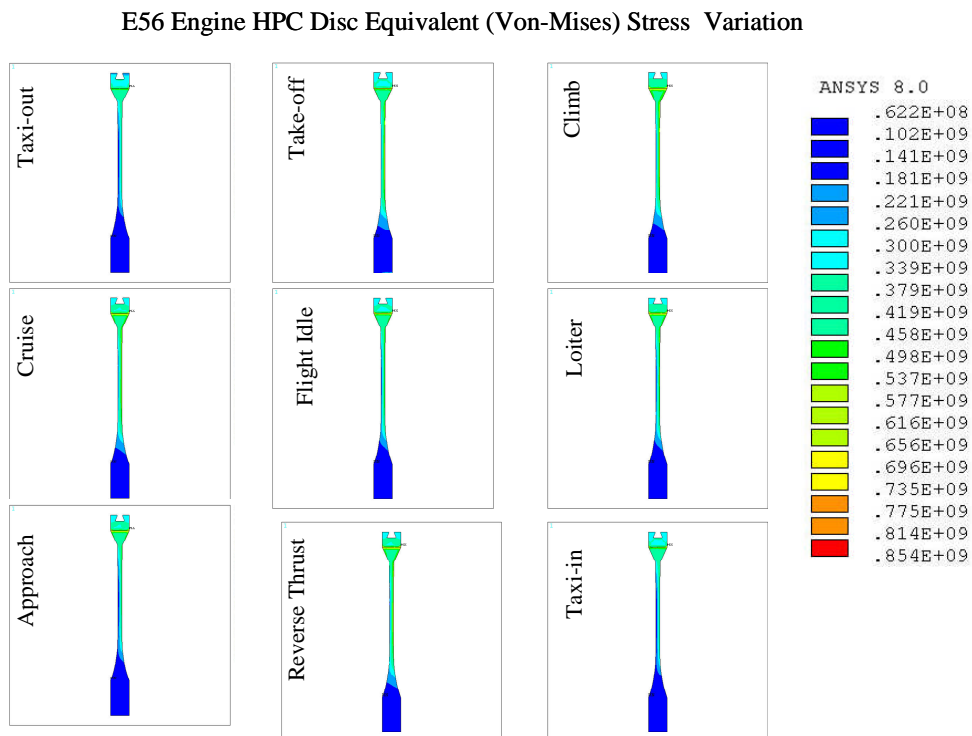 E56 Engine HPC Disc Equivalent (Von-Mises) Stress Variation
Taxi-out
Take-off
Climb
Cruise
Flight Idle
Loiter
Approach
Reverse Thrust
Taxi-in
ANSYS 8.0
.622E+08
.102E+09
.141E+09
.181E+09
.221E+09
.260E+09
.300E+09
.339E+09
.379E+09
.419E+09
.458E+09
.498E+09
.537E+09
.577E+09
.616E+09
.656E+09
.696E+09
.735E+09
.775E+09
.814E+09
.854E+09